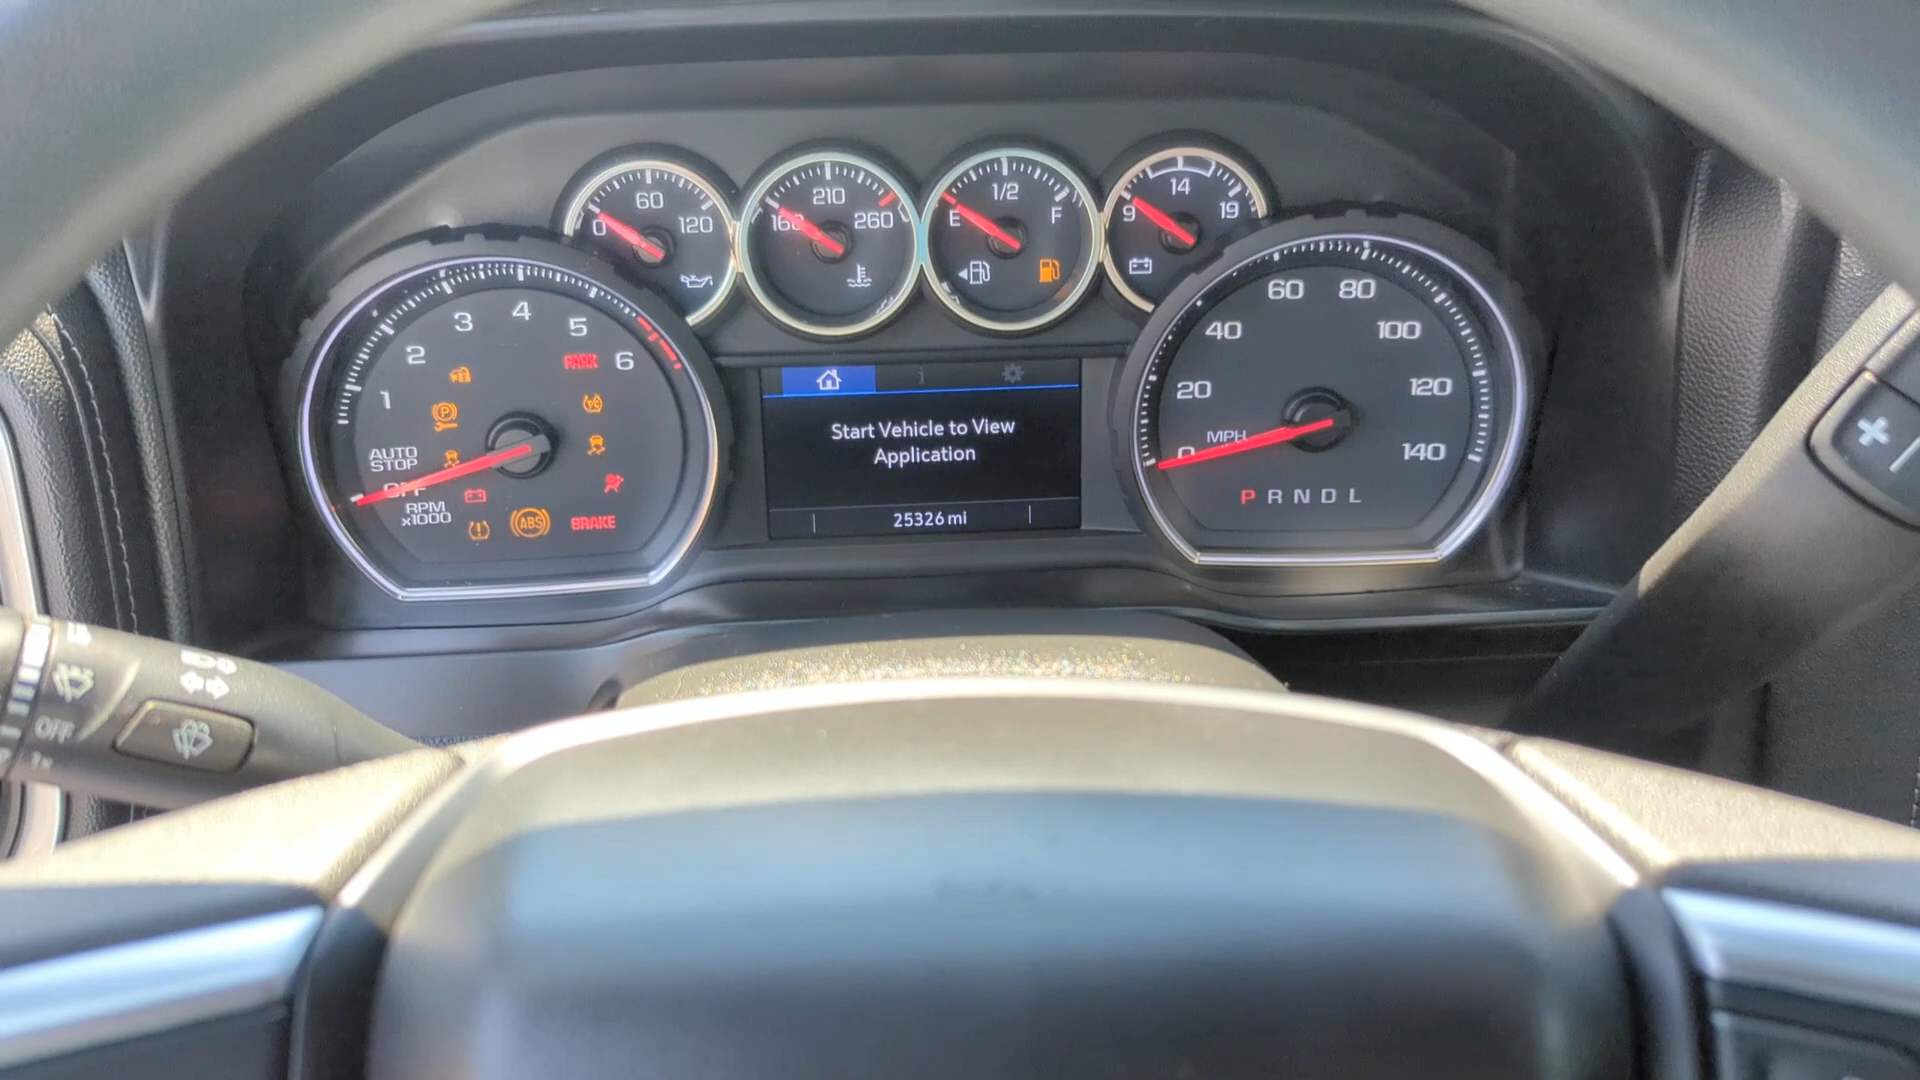 60
0 120
210
160 260
1/2
E F
14
9 19
1 2 3 4 5 6
PARK
AUTO
STOP
OFF
RPM
x1000
ABS
BRAKE
Start Vehicle to View
Application
25326 mi
0 20 40 60 80 100 120 140
MPH
P R N D L
OFF
1x